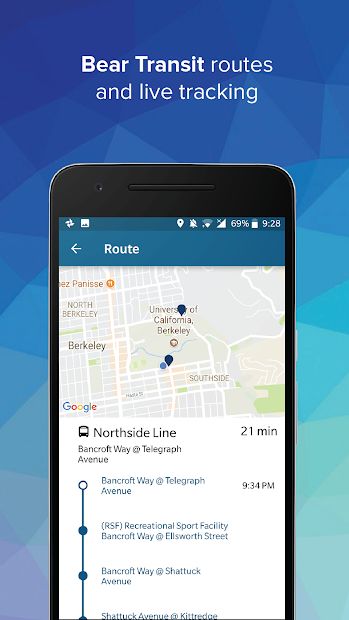 Bear Transit routes
and live tracking
69% 9:28
Route
ez Panisse
NORTH
BERKELEY
University of
California,
Berkeley
Berkeley
SOUTHSIDE
Haste St
Google
Northside Line 21 min
Bancroft Way @ Telegraph
Avenue
Bancroft Way @ Telegraph
Avenue
9:34 PM
(RSF) Recreational Sport Facility
Bancroft Way @ Ellsworth Street
Bancroft Way @ Shattuck
Avenue
Shattuck Avenue @ Kittredge